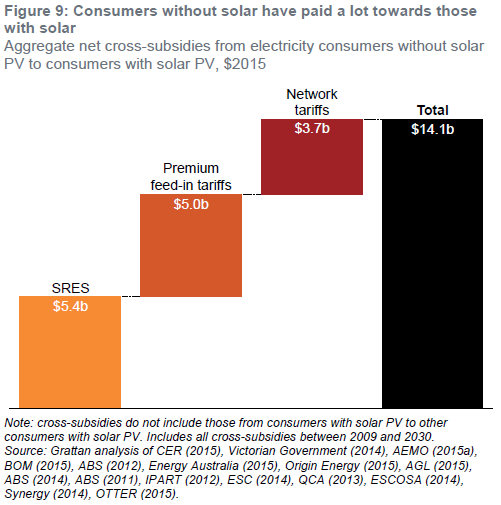 Figure 9: Consumers without solar have paid a lot towards those
with solar
Aggregate net cross-subsidies from electricity consumers without solar
PV to consumers with solar PV, $2015
Network
tariffs
Total
$3.7b
$14.1b
Premium
feed-in tariffs
$5.0b
SRES
$5.4b
Note: cross-subsidies do not include those from consumers with solar PV to other
consumers with solar PV. Includes all cross-subsidies between 2009 and 2030.
Source: Grattan analysis of CER (2015), Victorian Government (2014), AEMO (2015a),
BOM (2015), ABS (2012), Energy Australia (2015), Origin Energy (2015), AGL (2015),
ABS (2014), ABS (2011), IPART (2012), ESC (2014), QCA (2013), ESCOSA (2014),
Synergy (2014), OTTER (2015).